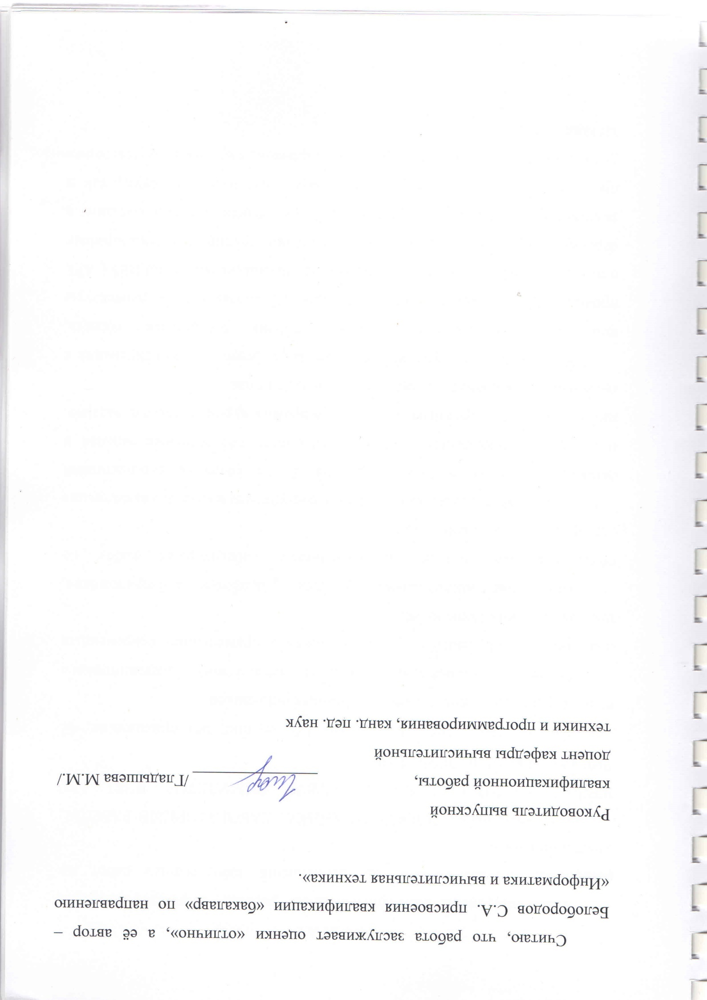 Считаю, что работа заслуживает оценки «отлично», а её автор –
Белобородов С.А. присвоения квалификации «бакалавр» по направлению
«Информатика и вычислительная техника».
Руководитель выпускной
квалификационной работы,
/Гладышева М.М./
доцент кафедры вычислительной
техники и программирования, канд. пед. наук